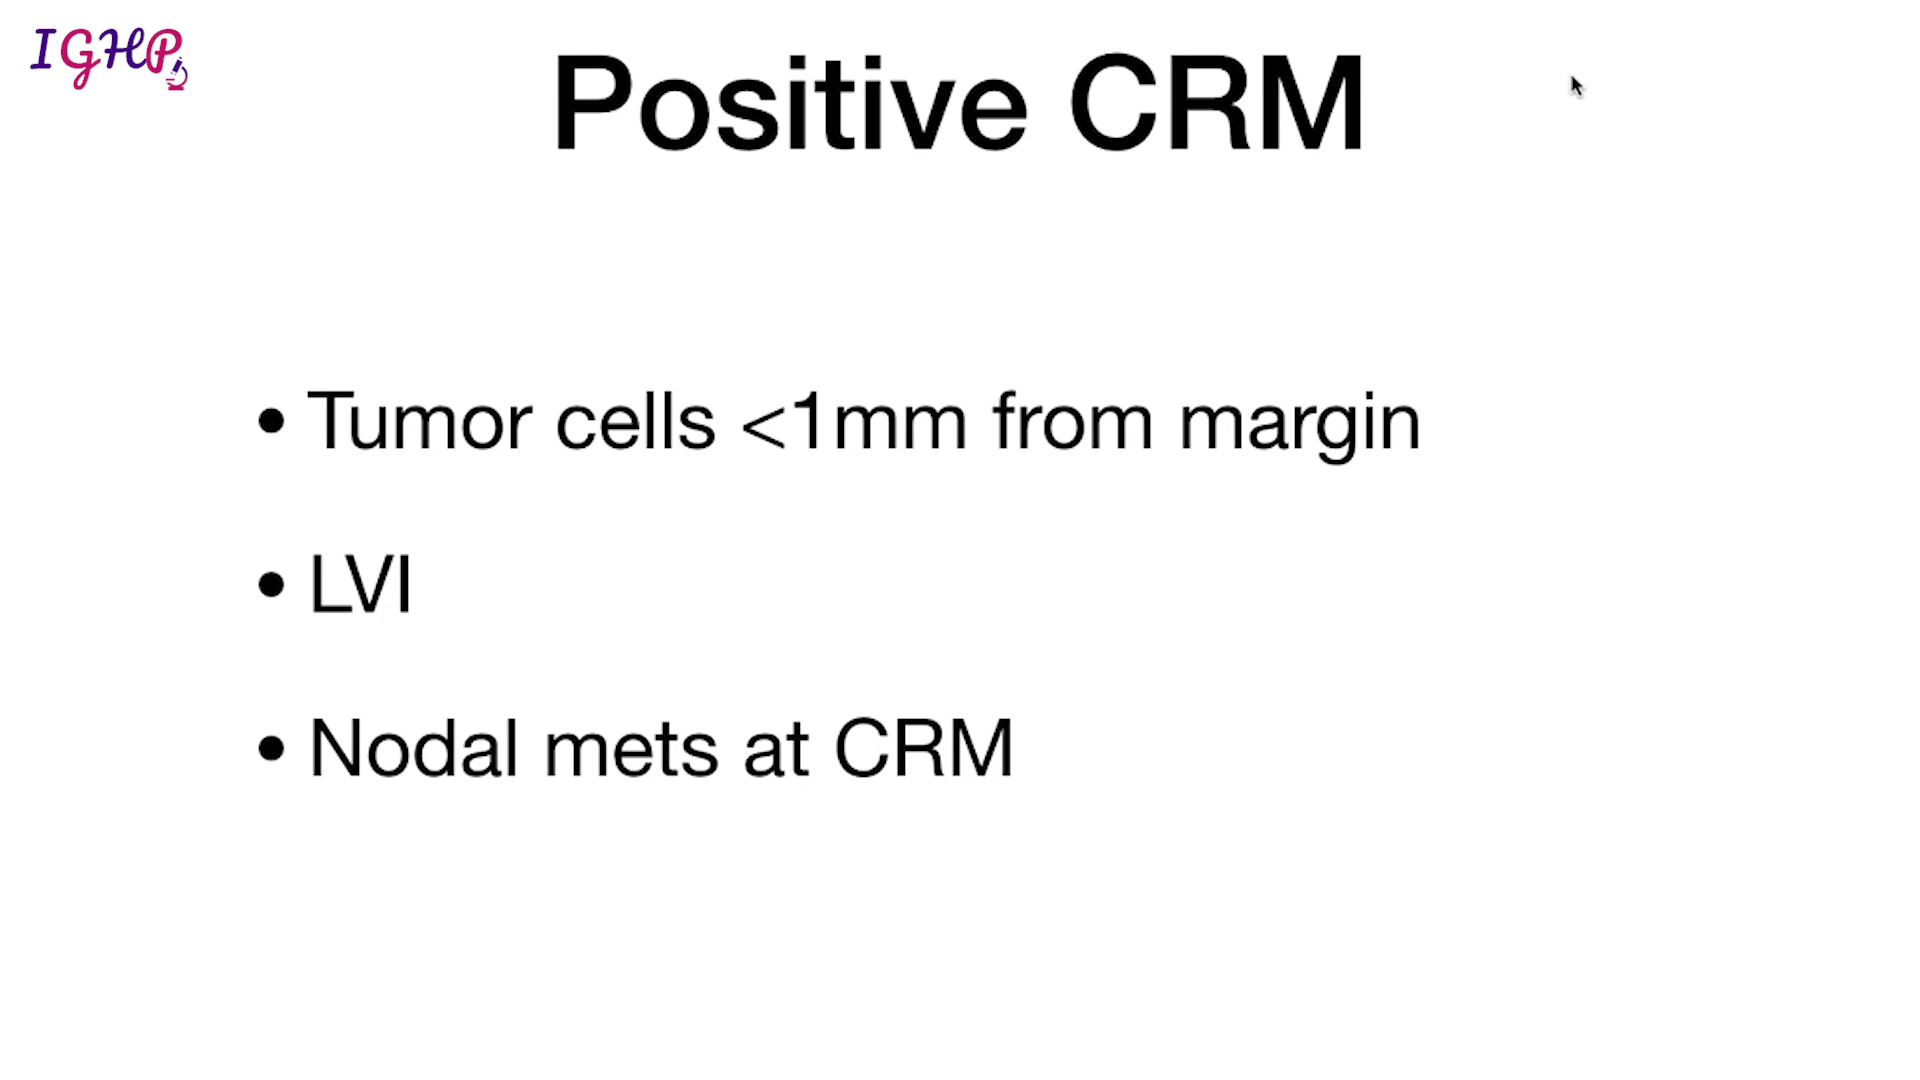 IGHP
Positive CRM
• Tumor cells <1mm from margin
• LVI
• Nodal mets at CRM